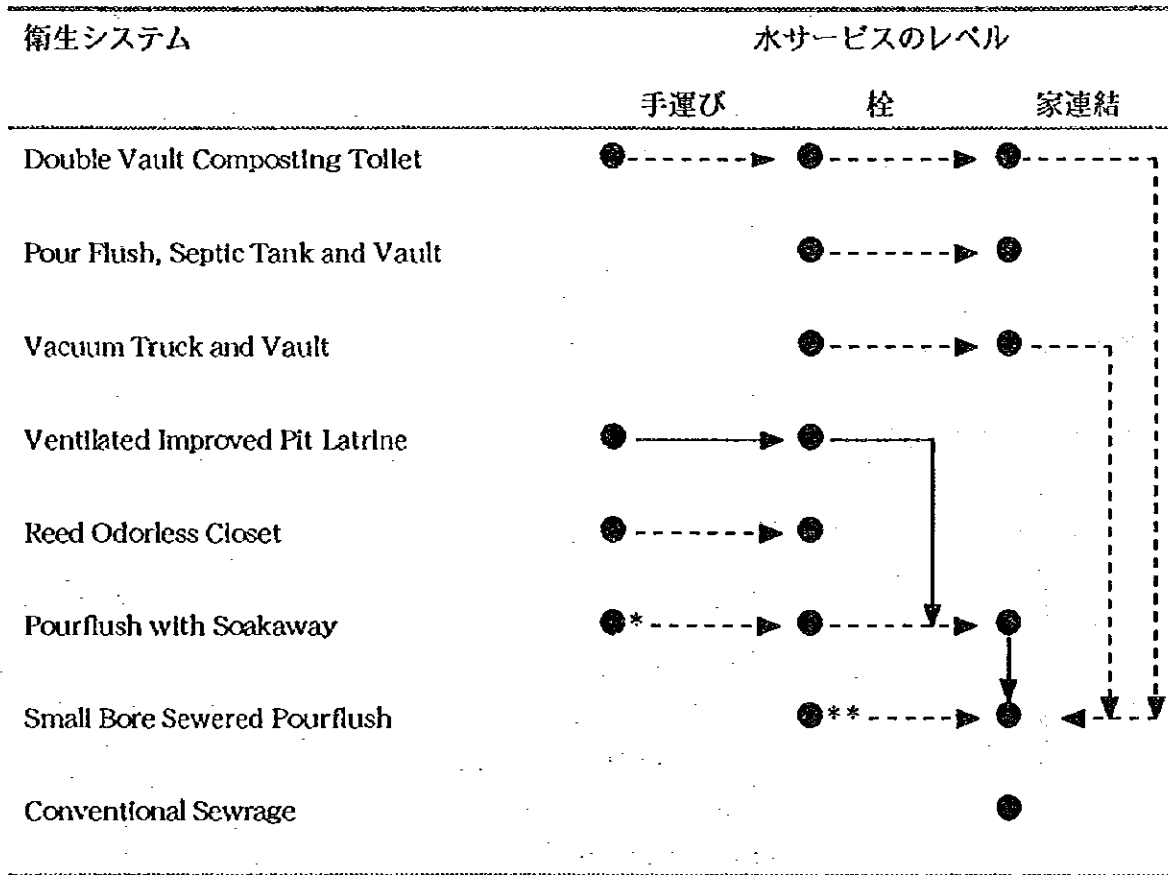 衛生システム 水サービスのレベル
手運び 栓 家連結
Double Vault Composting Toilet
Pour Flush, Septic Tank and Vault
Vacuum Truck and Vault
Ventilated Improved Pit Latrine
Reed Odorless Closet
Pourflush with Soakaway *
Small Bore Sewered Pourflush **
Conventional Sewrage